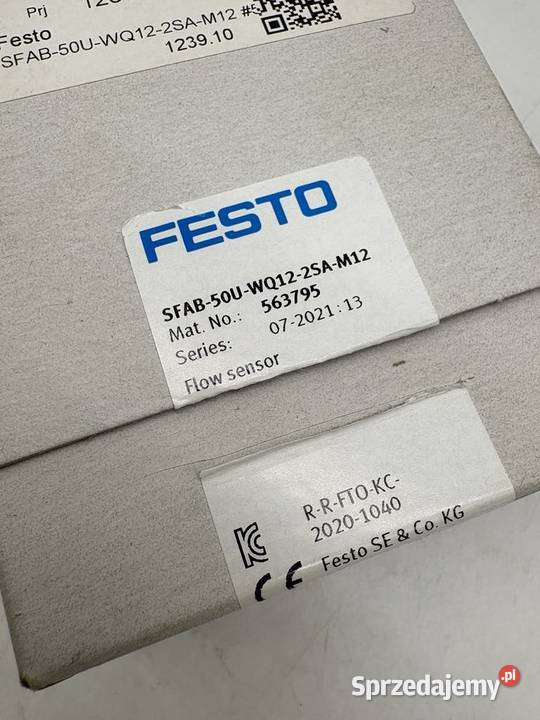 Prj
Festo
SFAB-50U-WQ12-2SA-M12 #5
1239.10
FESTO
SFAB-50U-WQ12-2SA-M12
Mat. No.: 563795
Series: 07-2021:13
Flow sensor
R-R-FTO-KC-
2020-1040
Festo SE & Co. KG
CE
Sprzedajemy.pl